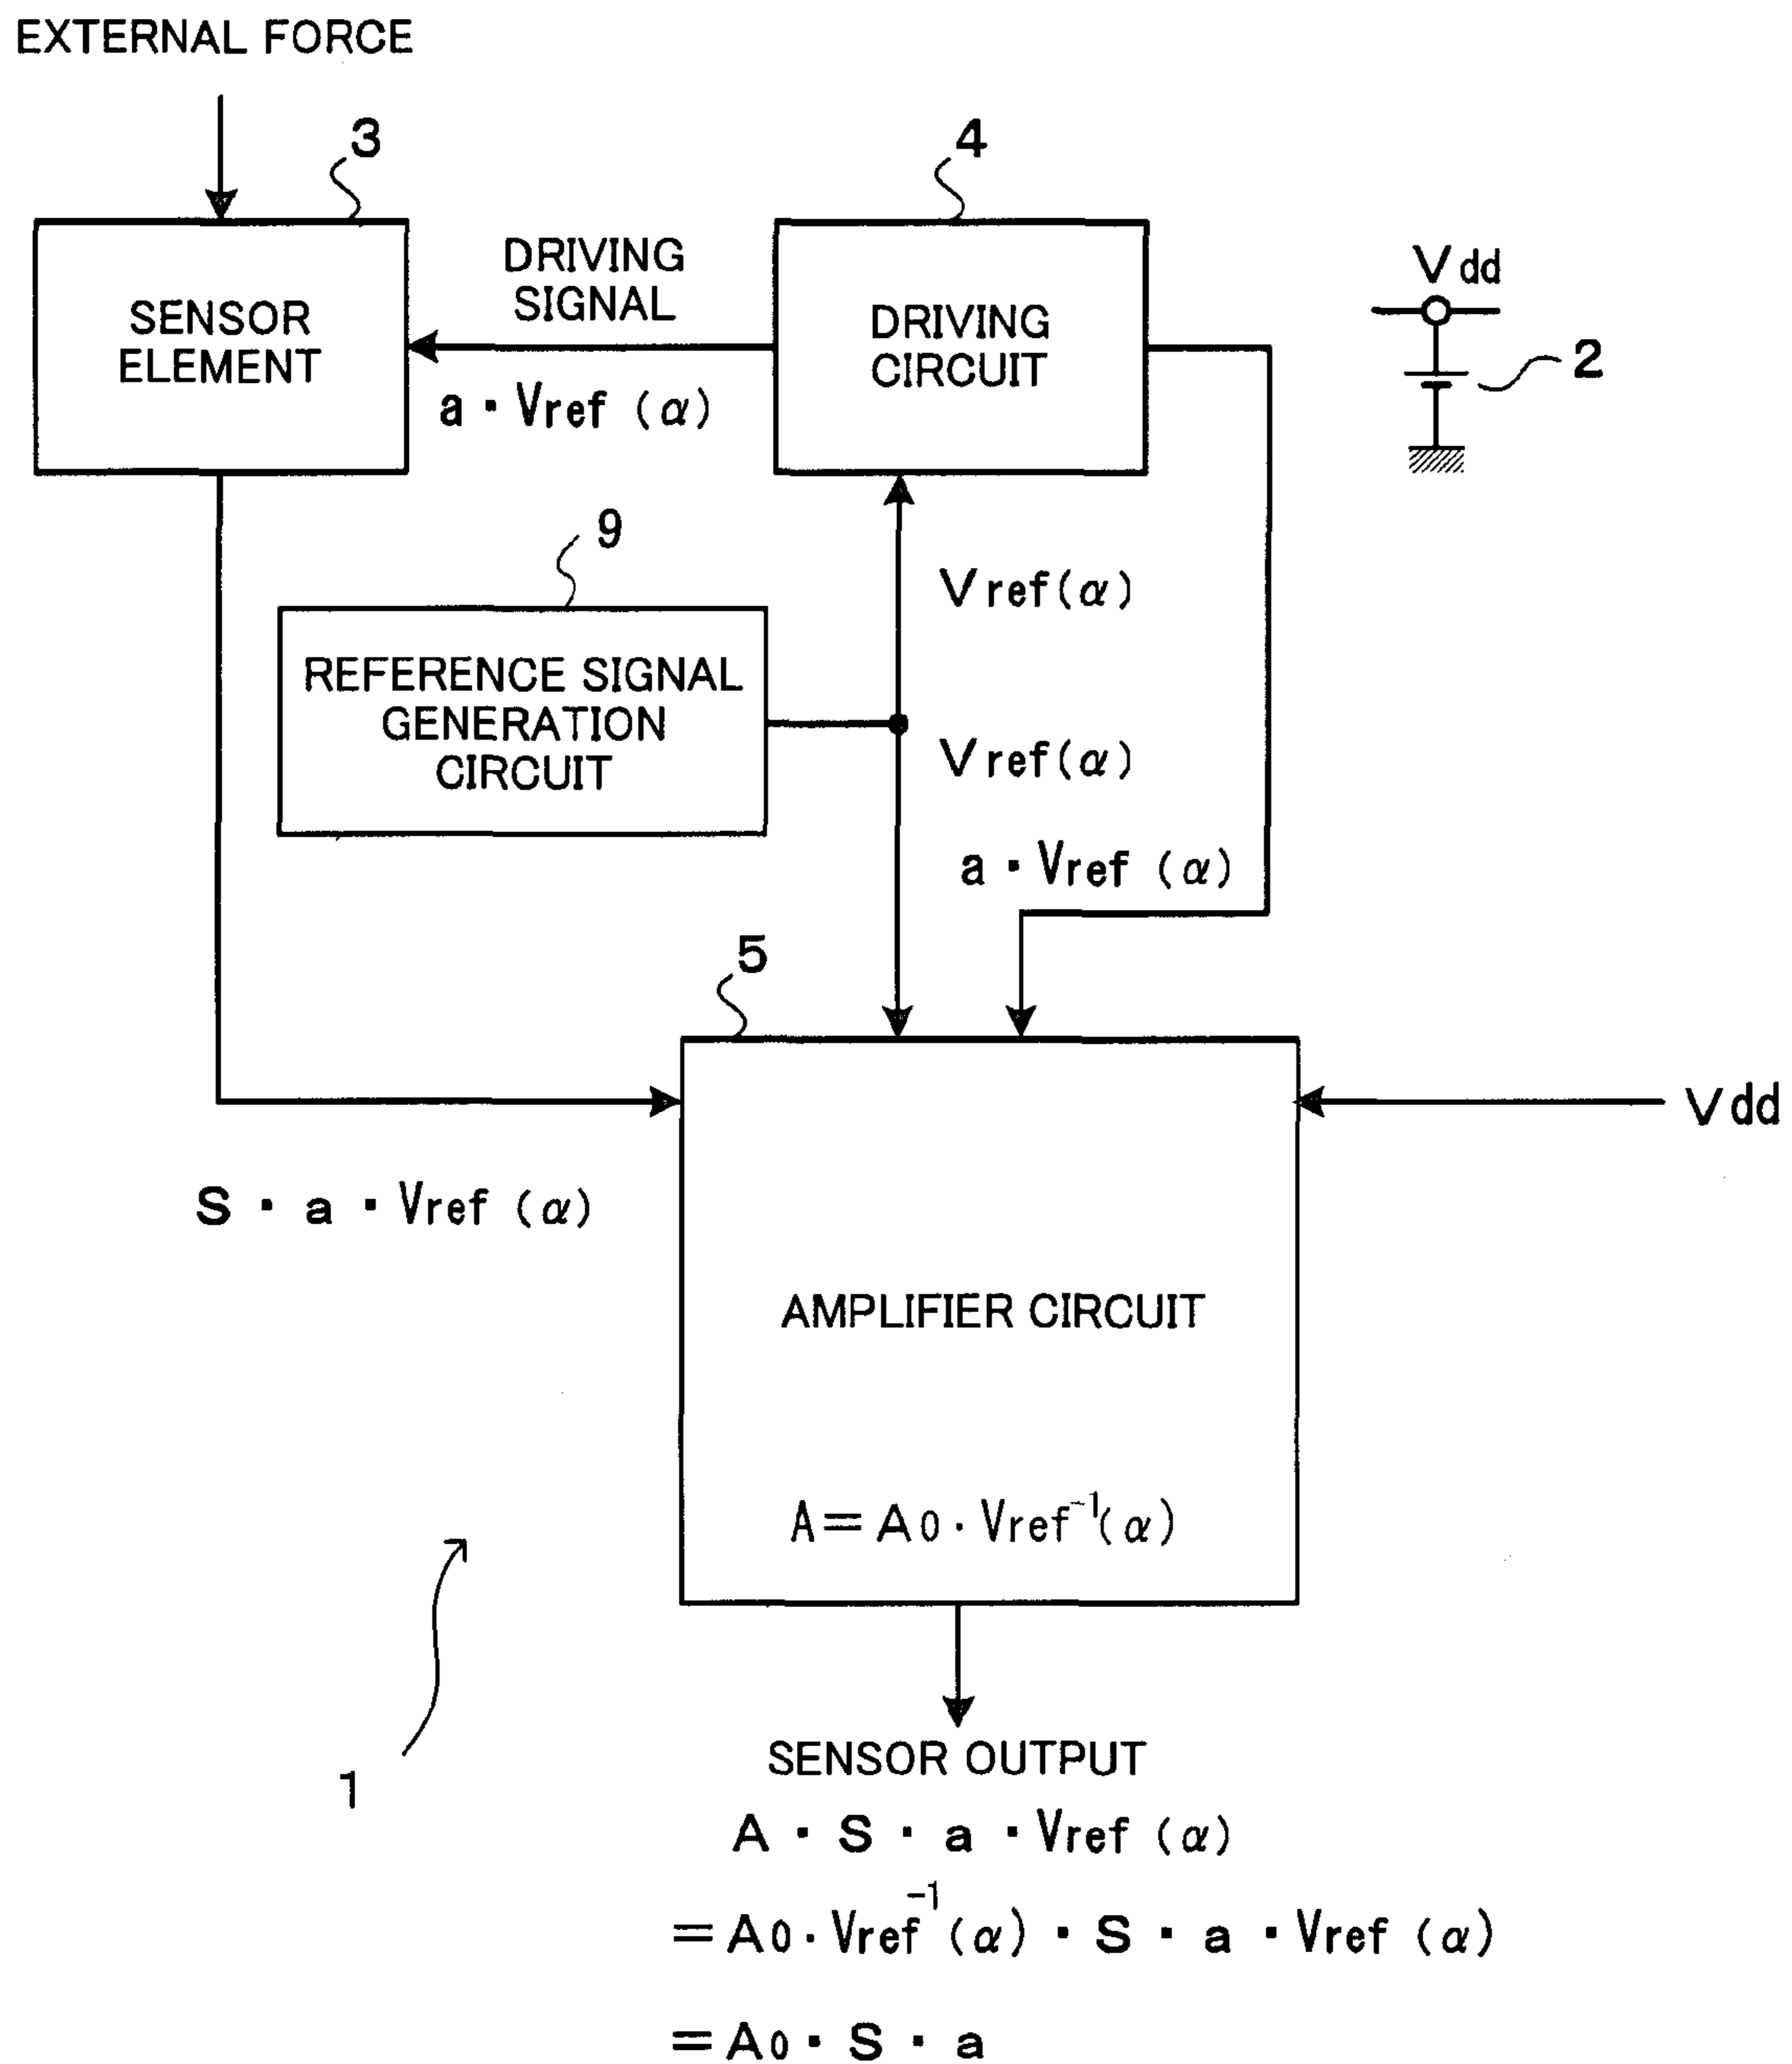 EXTERNAL FORCE
3
4
SENSOR
ELEMENT
DRIVING
SIGNAL
a・Vref (α)
DRIVING
CIRCUIT
Vdd
2
9
REFERENCE SIGNAL
GENERATION
CIRCUIT
Vref(α)
Vref(α)
a・Vref (α)
5
Vdd
S・a・Vref (α)
AMPLIFIER CIRCUIT
A=A0・Vref⁻¹(α)
1
SENSOR OUTPUT
A・S・a・Vref (α)
=A0・Vref⁻¹(α)・S・a・Vref (α)
=A0・S・a